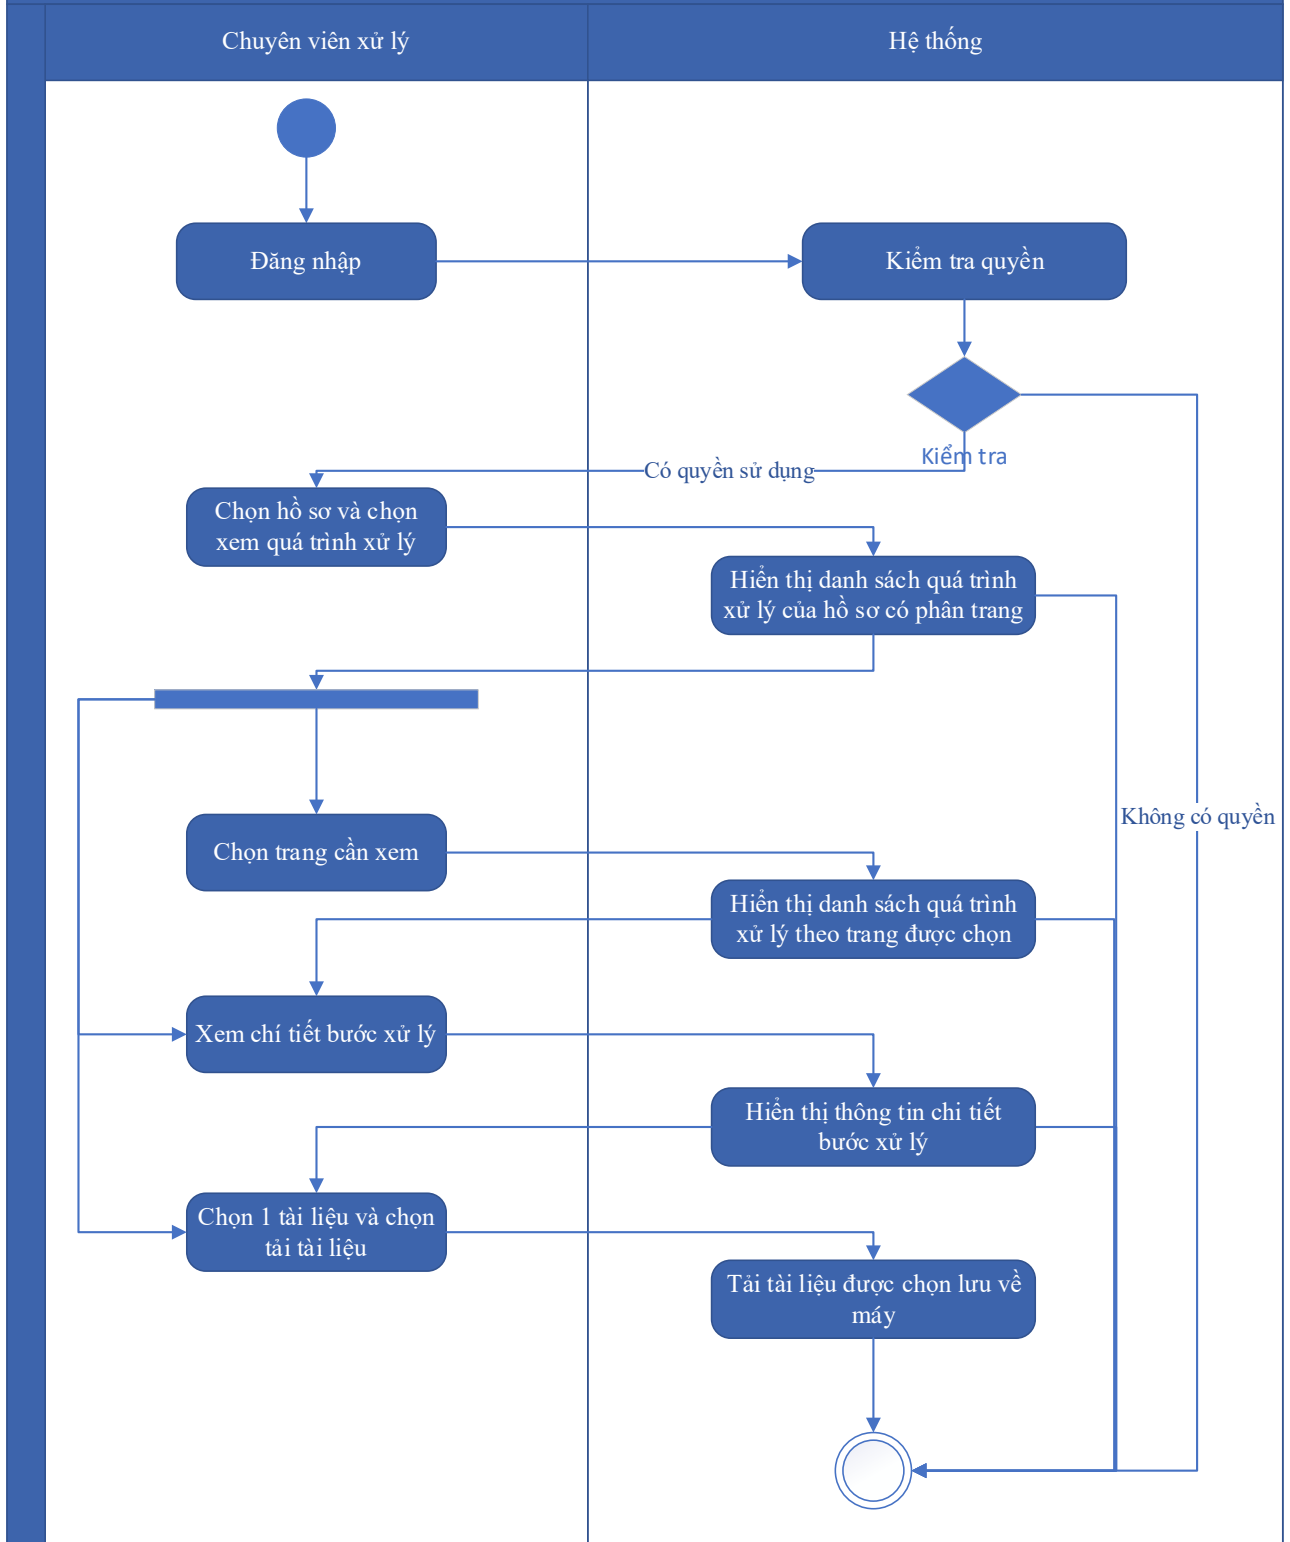 Chuyên viên xử lý
Hệ thống
Đăng nhập
Kiểm tra quyền
Kiểm tra
Có quyền sử dụng
Chọn hồ sơ và chọn
xem quá trình xử lý
Hiển thị danh sách quá trình
xử lý của hồ sơ có phân trang
Không có quyền
Chọn trang cần xem
Hiển thị danh sách quá trình
xử lý theo trang được chọn
Xem chí tiết bước xử lý
Hiển thị thông tin chi tiết
bước xử lý
Chọn 1 tài liệu và chọn
tải tài liệu
Tải tài liệu được chọn lưu về
máy